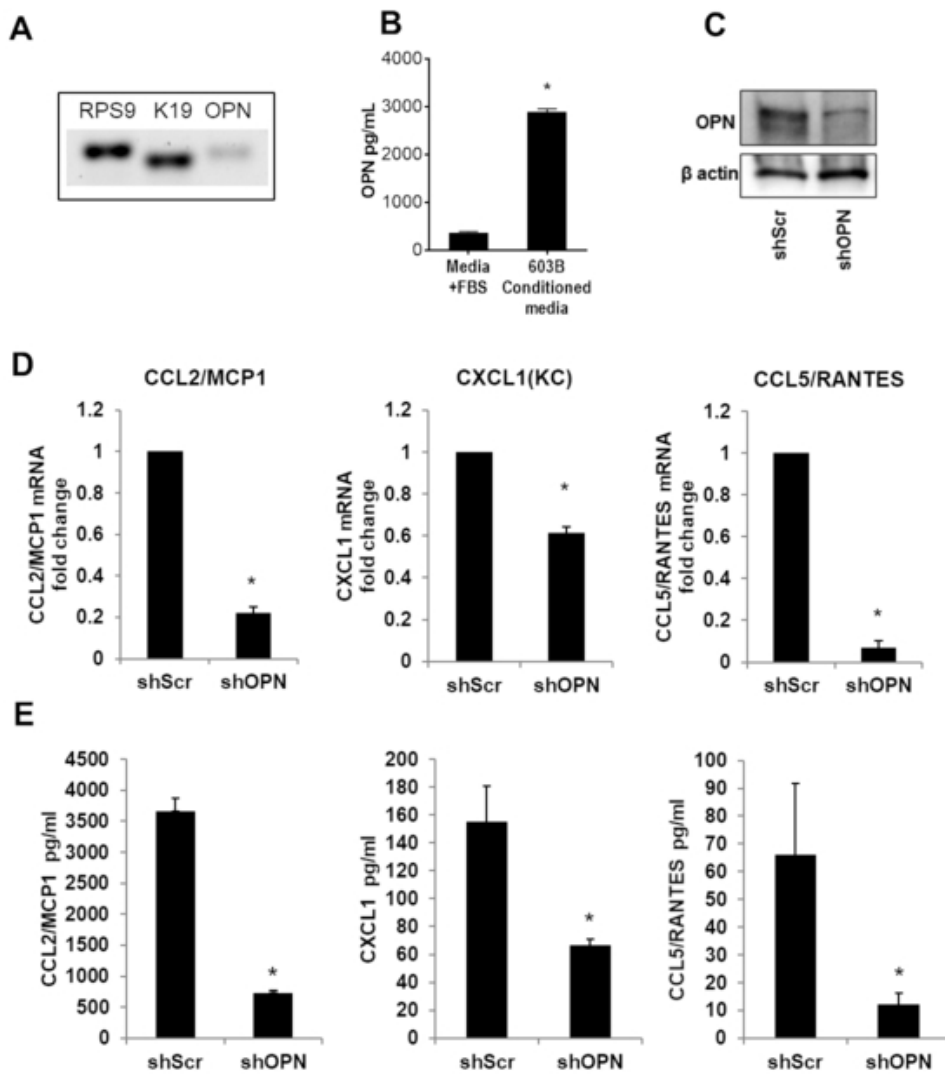 A
RPS9 K19 OPN
B
OPN pg/mL
4000
3000
2000
1000
0
*
Media
+FBS
603B
Conditioned
media
C
OPN
β actin
shScr
shOPN
D
CCL2/MCP1
CCL2/MCP1 mRNA
fold change
1.2
1
0.8
0.6
0.4
0.2
0
*
shScr
shOPN
CXCL1(KC)
CXCL1 mRNA
fold change
1.2
1
0.8
0.6
0.4
0.2
0
*
shScr
shOPN
CCL5/RANTES
CCL5/RANTES mRNA
fold change
1.2
1
0.8
0.6
0.4
0.2
0
*
shScr
shOPN
E
CCL2/MCP1 pg/ml
4500
4000
3500
3000
2500
2000
1500
1000
500
0
*
shScr
shOPN
CXCL1 pg/ml
200
180
160
140
120
100
80
60
40
20
0
*
shScr
shOPN
CCL5/RANTES pg/ml
100
90
80
70
60
50
40
30
20
10
0
*
shScr
shOPN